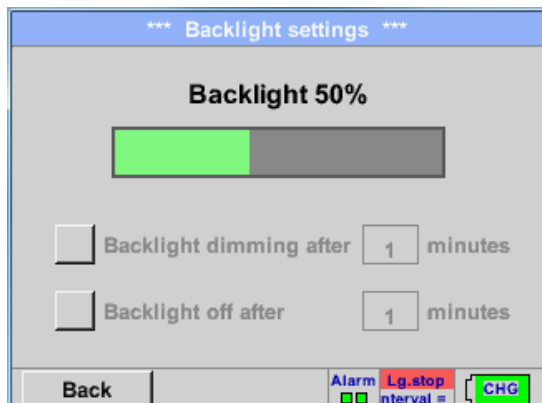 *** Backlight settings ***
Backlight 50%
Backlight dimming after 1 minutes
Backlight off after 1 minutes
Back
Alarm Lg.stop CHG
nterval =